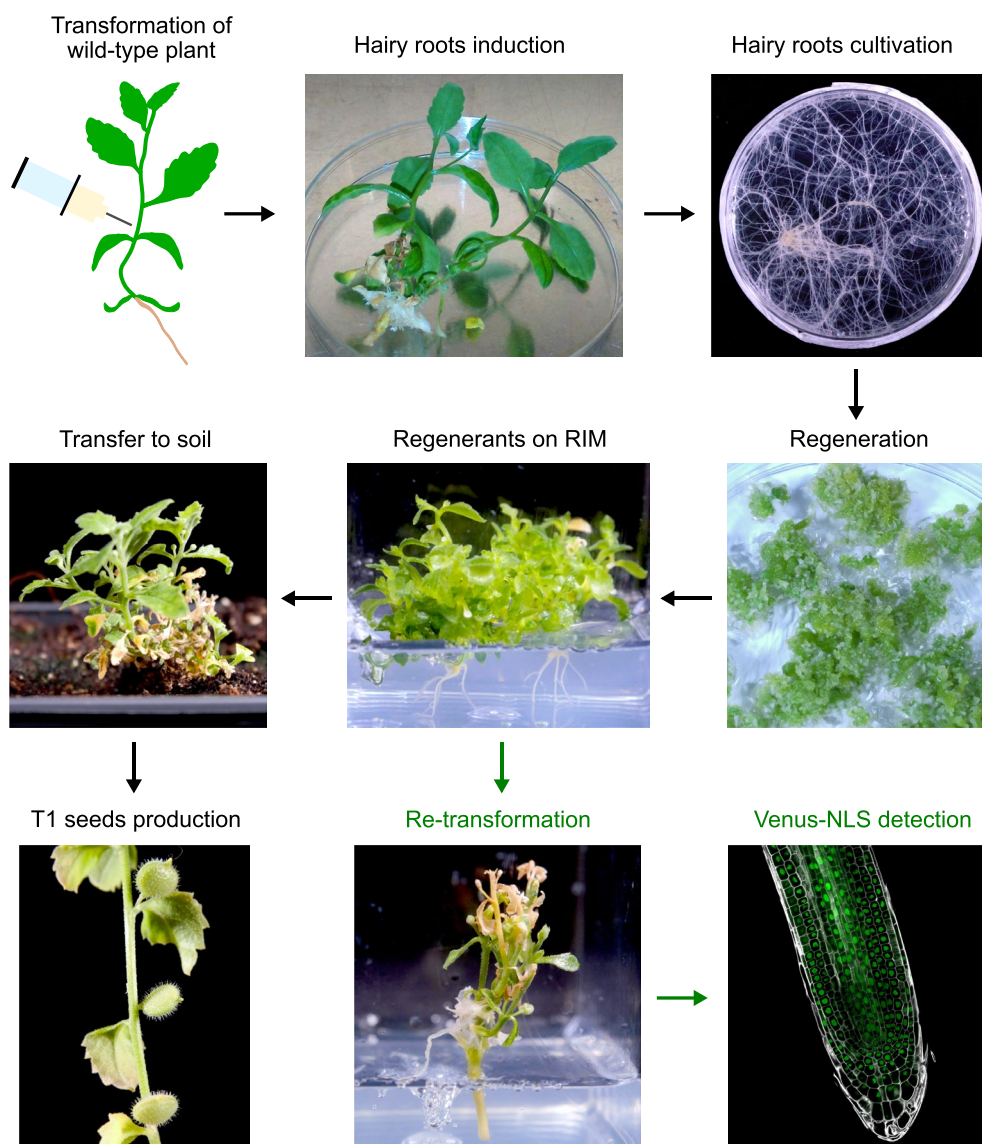 Transformation of
wild-type plant
Hairy roots induction
Hairy roots cultivation
Transfer to soil
Regenerants on RIM
Regeneration
T1 seeds production
Re-transformation
Venus-NLS detection